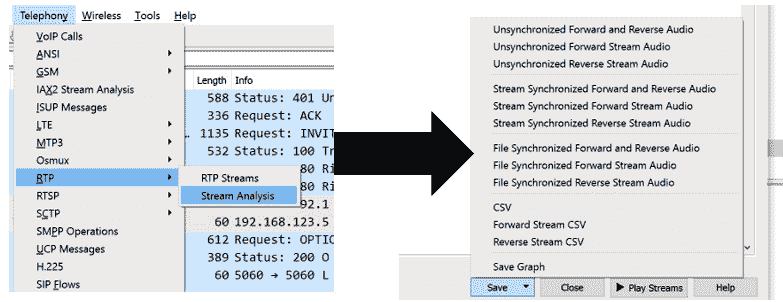 Telephony Wireless Tools Help
VoIP Calls
ANSI
GSM
IAX2 Stream Analysis
ISUP Messages
LTE
MTP3
Osmux
RTP
RTSP
SCTP
SMPP Operations
UCP Messages
H.225
SIP Flows
RTP Streams
Stream Analysis
Length Info
588 Status: 401 Un
336 Request: ACK
1135 Request: INVIT
532 Status: 100 Tr
80 Ri
80 Ri
92.1
60 192.168.123.5
612 Request: OPTIO
389 Status: 200 O
60 5060 → 5060 L
Unsynchronized Forward and Reverse Audio
Unsynchronized Forward Stream Audio
Unsynchronized Reverse Stream Audio
Stream Synchronized Forward and Reverse Audio
Stream Synchronized Forward Stream Audio
Stream Synchronized Reverse Stream Audio
File Synchronized Forward and Reverse Audio
File Synchronized Forward Stream Audio
File Synchronized Reverse Stream Audio
CSV
Forward Stream CSV
Reverse Stream CSV
Save Graph
Save Close Play Streams Help